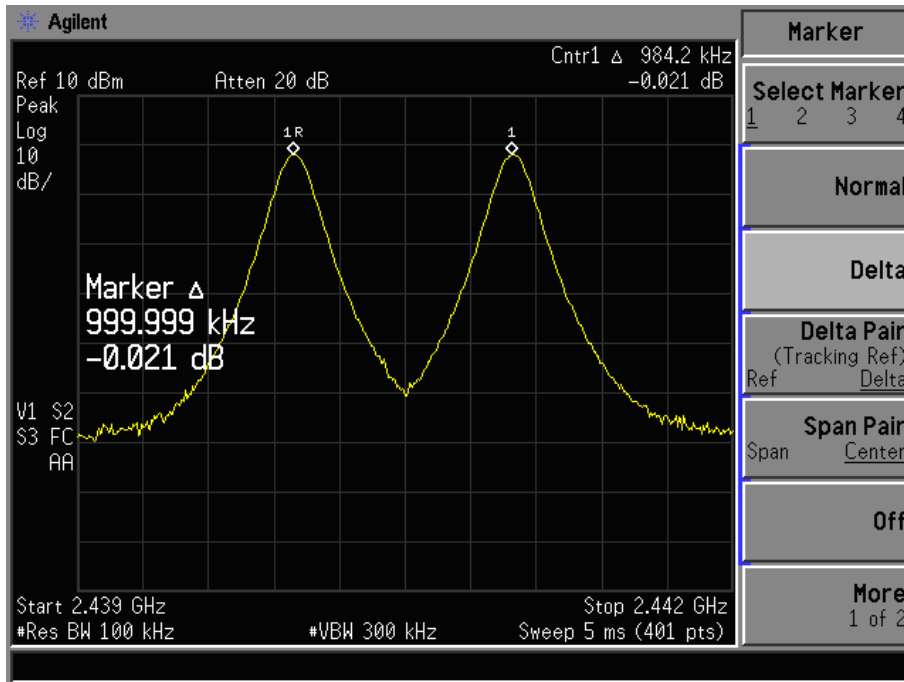 Agilent
Marker
Cntr1 Δ 984.2 kHz
-0.021 dB
Ref 10 dBm Atten 20 dB
Peak
Log
10
dB/
1R
1
Marker Δ
999.999 kHz
-0.021 dB
V1 S2
S3 FC
AA
Start 2.439 GHz Stop 2.442 GHz
#Res BW 100 kHz #VBW 300 kHz Sweep 5 ms (401 pts)
Select Marker
1 2 3 4
Normal
Delta
Delta Pair
(Tracking Ref)
Ref Delta
Span Pair
Span Center
Off
More
1 of 2